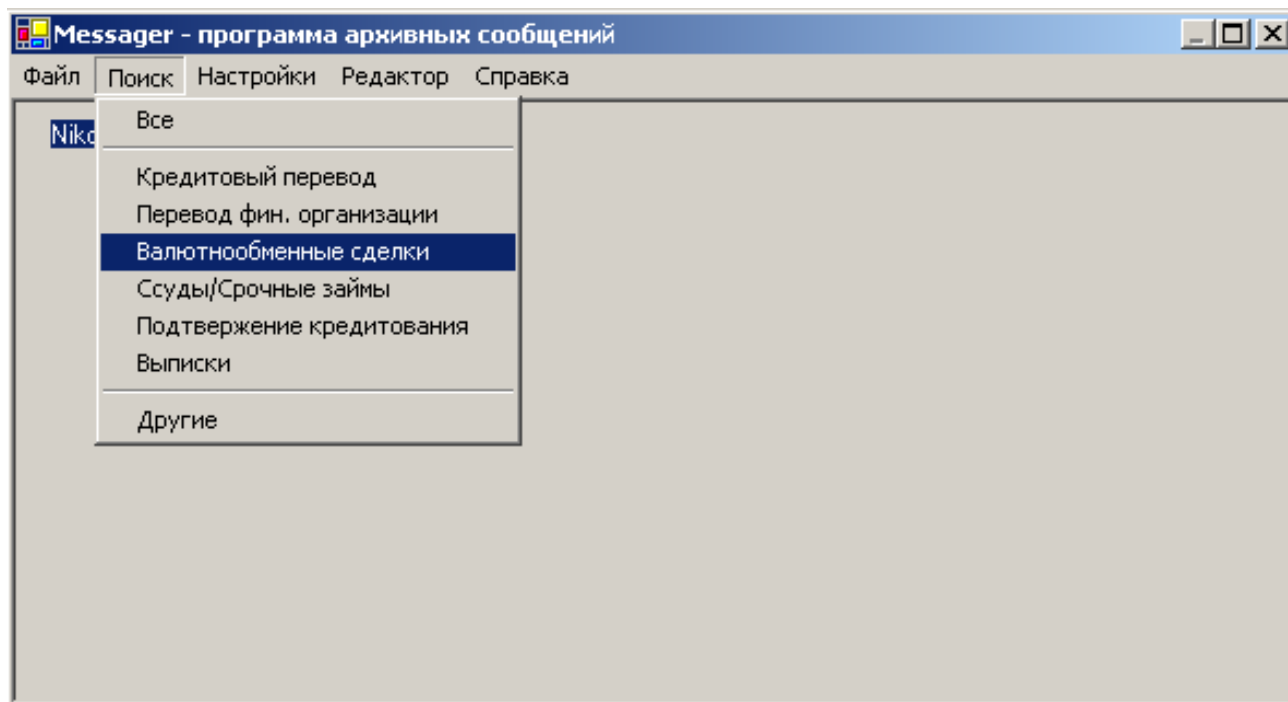 Messager - программа архивных сообщений
Файл Поиск Настройки Редактор Справка
Все
Кредитовый перевод
Перевод фин. организации
Валютнообменные сделки
Ссуды/Срочные займы
Подтвержение кредитования
Выписки
Другие